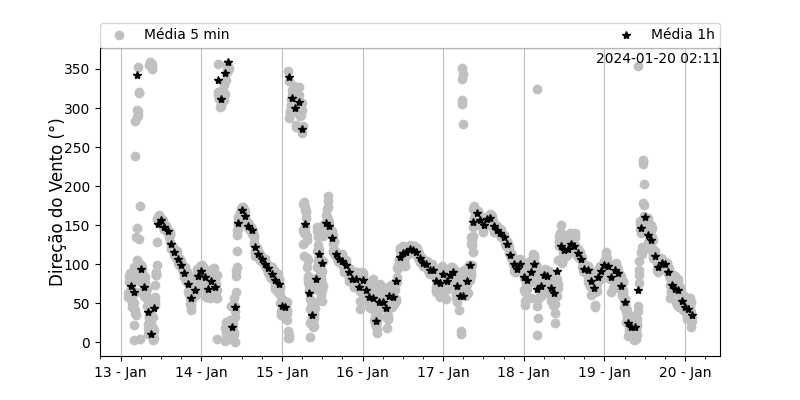 Média 5 min
Média 1h
2024-01-20 02:11
Direção do Vento (°)
350
300
250
200
150
100
50
0
13 - Jan
14 - Jan
15 - Jan
16 - Jan
17 - Jan
18 - Jan
19 - Jan
20 - Jan